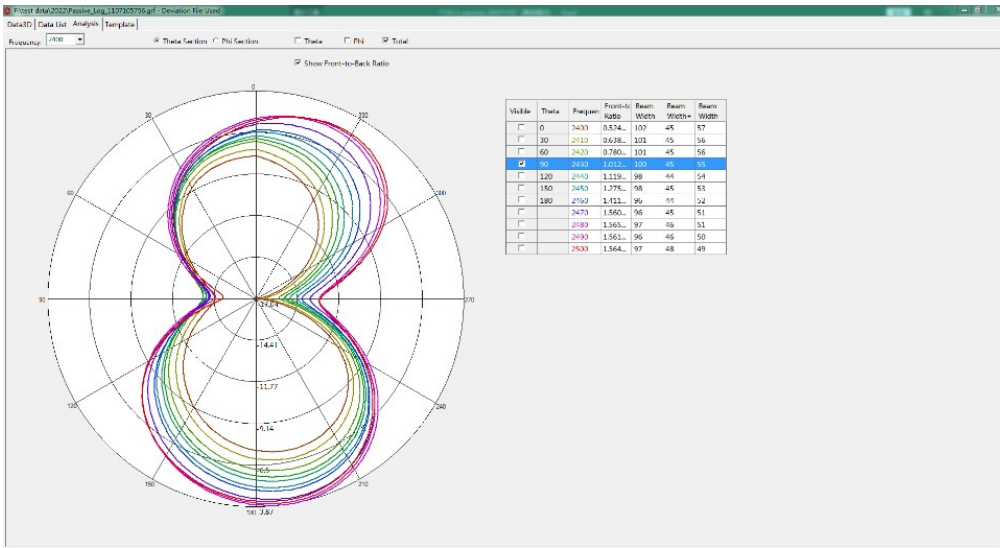 F:\test data\2022\Passive_Log_1107105756.grf - Deviation File Used
Data3D Data List Analysis Template
Frequency: 2400 Theta Section Phi Section Theta Phi Total
Show Front-to-Back Ratio
Visible Theta Frequen Front-to Ratio Beam Width Beam Width+ Beam Width
0 2400 0.524... 102 45 57
30 2410 0.638... 101 45 56
60 2420 0.780... 101 45 56
90 2430 1.012... 100 45 55
120 2440 1.119... 98 44 54
150 2450 1.275... 98 45 53
180 2460 1.411... 96 44 52
2470 1.560... 96 45 51
2480 1.565... 97 46 51
2490 1.561... 96 46 50
2500 1.564... 97 48 49
0
30 330
60 300
90 270
-14.41
-11.77
120 240
-9.14
-6.5
150 210
180 -3.87